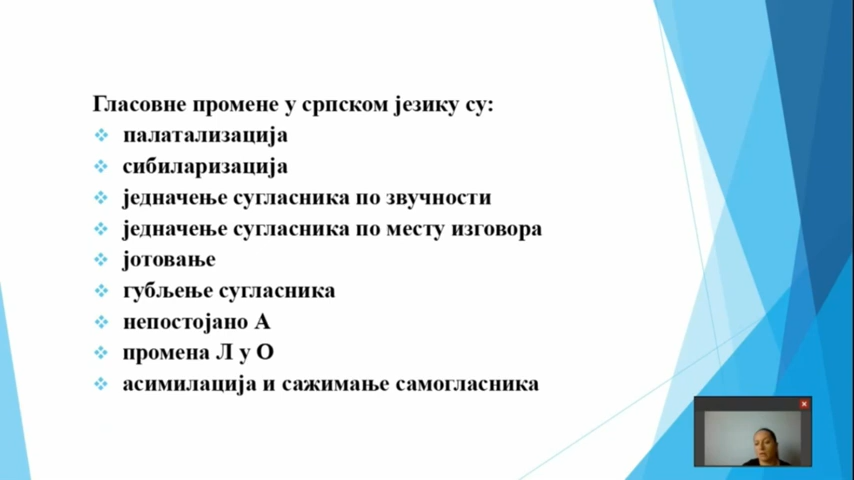 Гласовне промене у српском језику су:
палатализација
сибиларизација
једначење сугласника по звучности
једначење сугласника по месту изговора
јотовање
губљење сугласника
непостојано А
промена Л у О
асимилација и сажимање самогласника